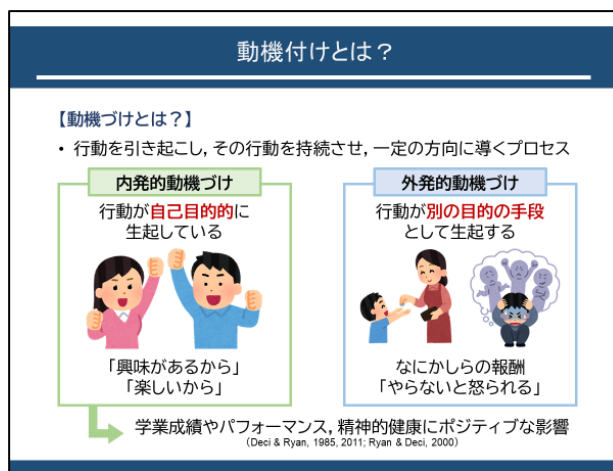 動機付けとは？
【動機づけとは？】
• 行動を引き起こし，その行動を持続させ，一定の方向に導くプロセス
内発的動機づけ
行動が自己目的的に
生起している
「興味があるから」
「楽しいから」
外発的動機づけ
行動が別の目的の手段
として生起する
なにかしらの報酬
「やらないと怒られる」
学業成績やパフォーマンス，精神的健康にポジティブな影響
(Deci & Ryan, 1985, 2011; Ryan & Deci, 2000)